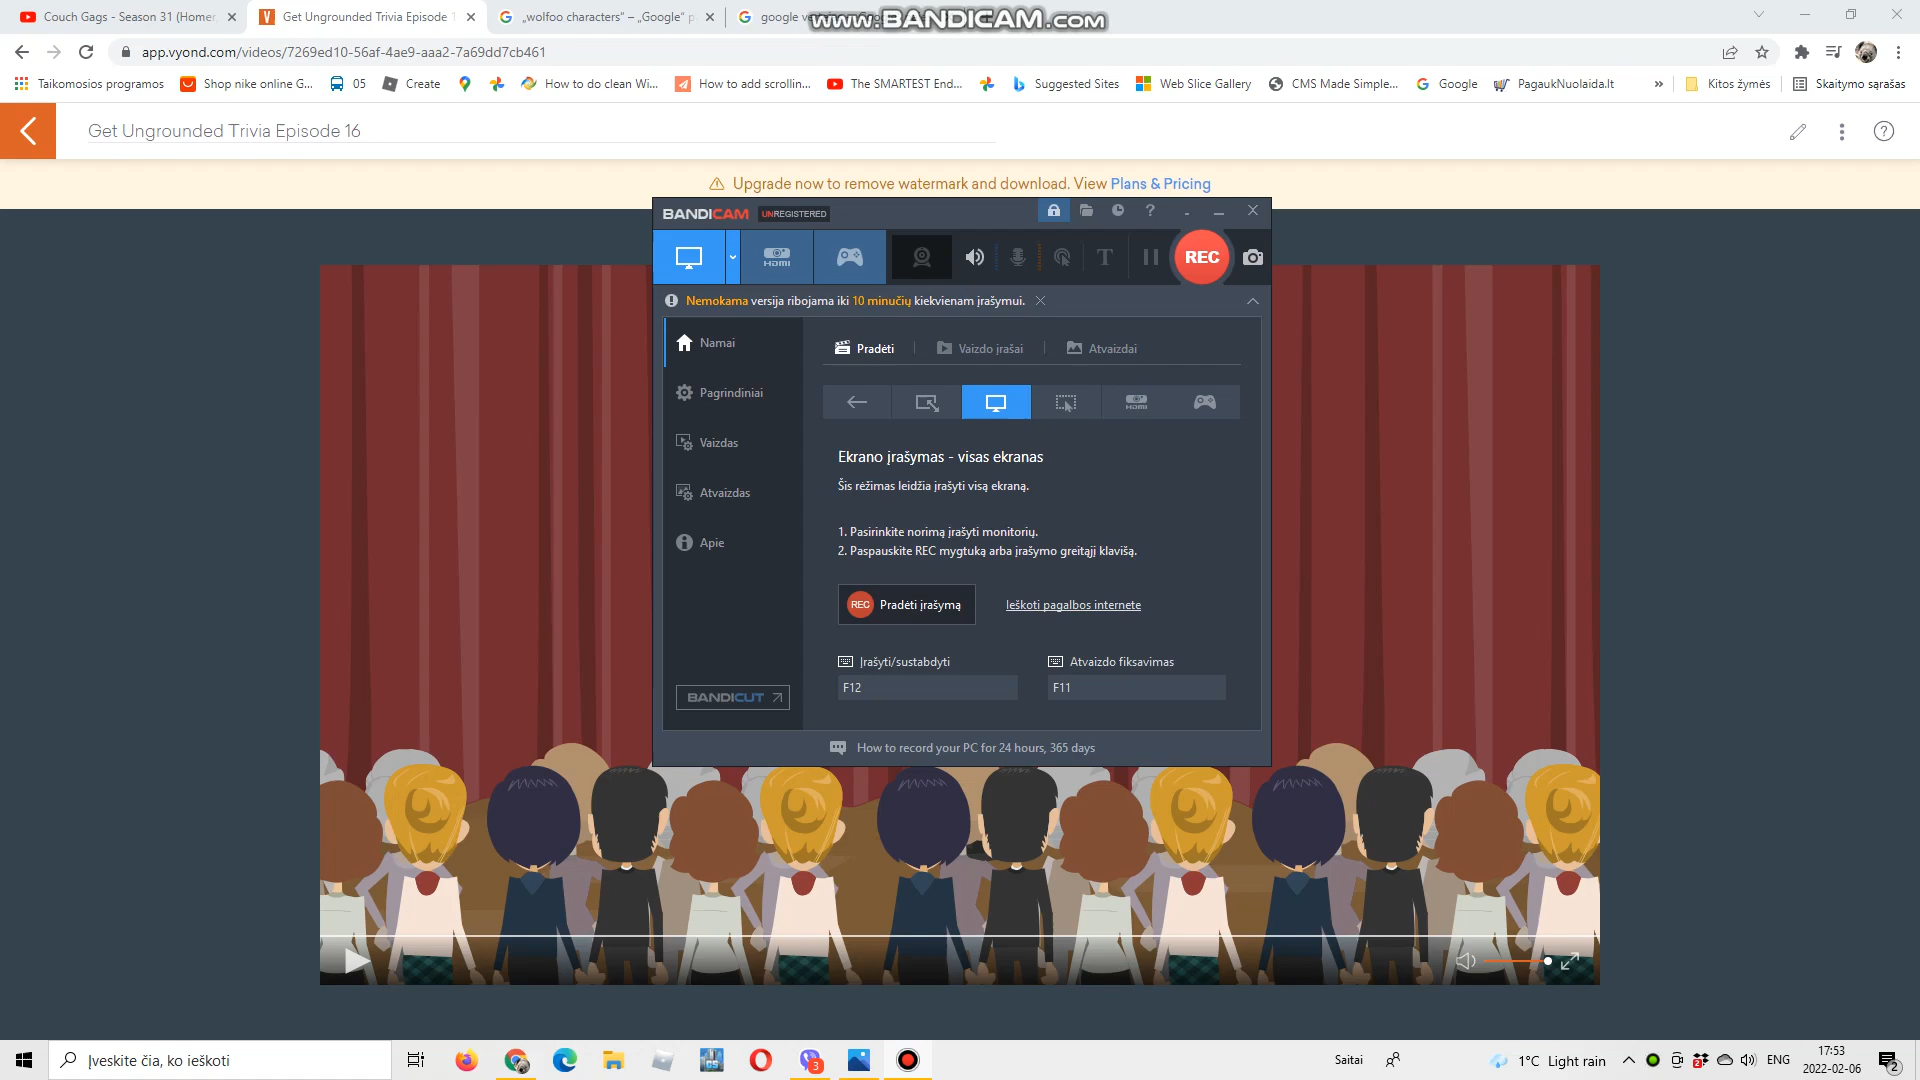 Couch Gags - Season 31 (Homer
Get Ungrounded Trivia Episode 1
„wolfoo characters“ – „Google“ p
WWW.BANDICAM.COM
app.vyond.com/videos/7269ed10-56af-4ae9-aaa2-7a69dd7cb461
Taikomosios programos
Shop nike online G...
05
Create
How to do clean Wi...
How to add scrollin...
The SMARTEST End...
Suggested Sites
Web Slice Gallery
CMS Made Simple...
Google
PagaukNuolaida.lt
»
Kitos žymės
Skaitymo sąrašas
Get Ungrounded Trivia Episode 16
Upgrade now to remove watermark and download. View Plans & Pricing
BANDICAM UNREGISTERED
HDMI
T
REC
Nemokama versija ribojama iki 10 minučių kiekvienam įrašymui.
Namai
Pagrindiniai
Vaizdas
Atvaizdas
Apie
BANDICUT
Pradėti
Vaizdo įrašai
Atvaizdai
HDMI
Ekrano įrašymas - visas ekranas
Šis rėžimas leidžia įrašyti visą ekraną.
1. Pasirinkite norimą įrašyti monitorių.
2. Paspauskite REC mygtuką arba įrašymo greitąjį klavišą.
REC Pradėti įrašymą
Ieškoti pagalbos internete
Įrašyti/sustabdyti
Atvaizdo fiksavimas
F12
F11
How to record your PC for 24 hours, 365 days
Įveskite čia, ko ieškoti
3
Saitai
1°C Light rain
ENG
17:53
2022-02-06
2